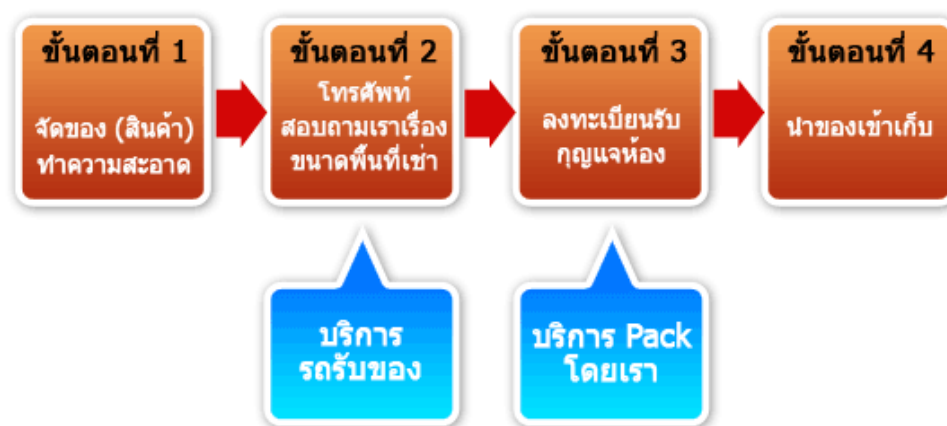 ขั้นตอนที่ 1
จัดของ (สินค้า)
ทำความสะอาด
ขั้นตอนที่ 2
โทรศัพท์
สอบถามเราเรื่อง
ขนาดพื้นที่เช่า
ขั้นตอนที่ 3
ลงทะเบียนรับ
กุญแจห้อง
ขั้นตอนที่ 4
นำของเข้าเก็บ
บริการ
รถรับของ
บริการ Pack
โดยเรา